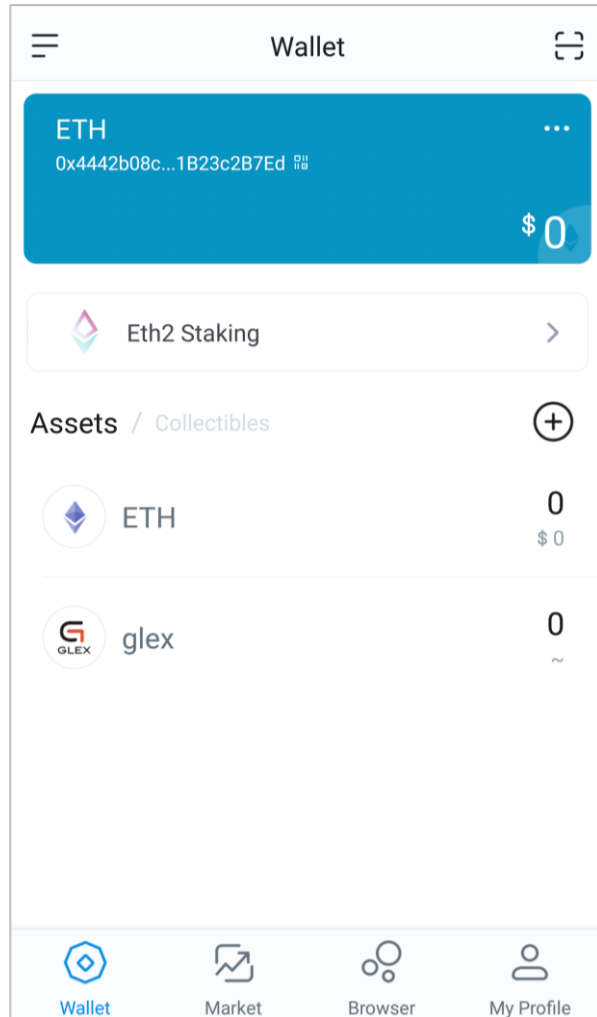 Wallet
ETH
0x4442b08c...1B23c2B7Ed
$ 0
Eth2 Staking
Assets / Collectibles
ETH
0
$ 0
GLEX
glex
0
~
Wallet
Market
Browser
My Profile